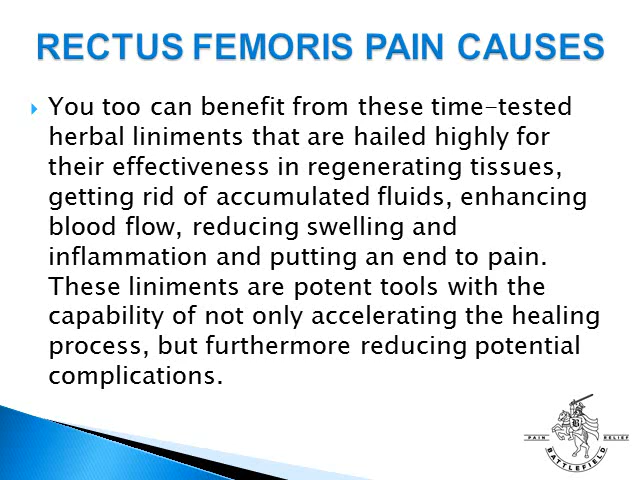 RECTUS FEMORIS PAIN CAUSES
You too can benefit from these time-tested
herbal liniments that are hailed highly for
their effectiveness in regenerating tissues,
getting rid of accumulated fluids, enhancing
blood flow, reducing swelling and
inflammation and putting an end to pain.
These liniments are potent tools with the
capability of not only accelerating the healing
process, but furthermore reducing potential
complications.
B
PAIN RELIEF
BATTLEFIELD